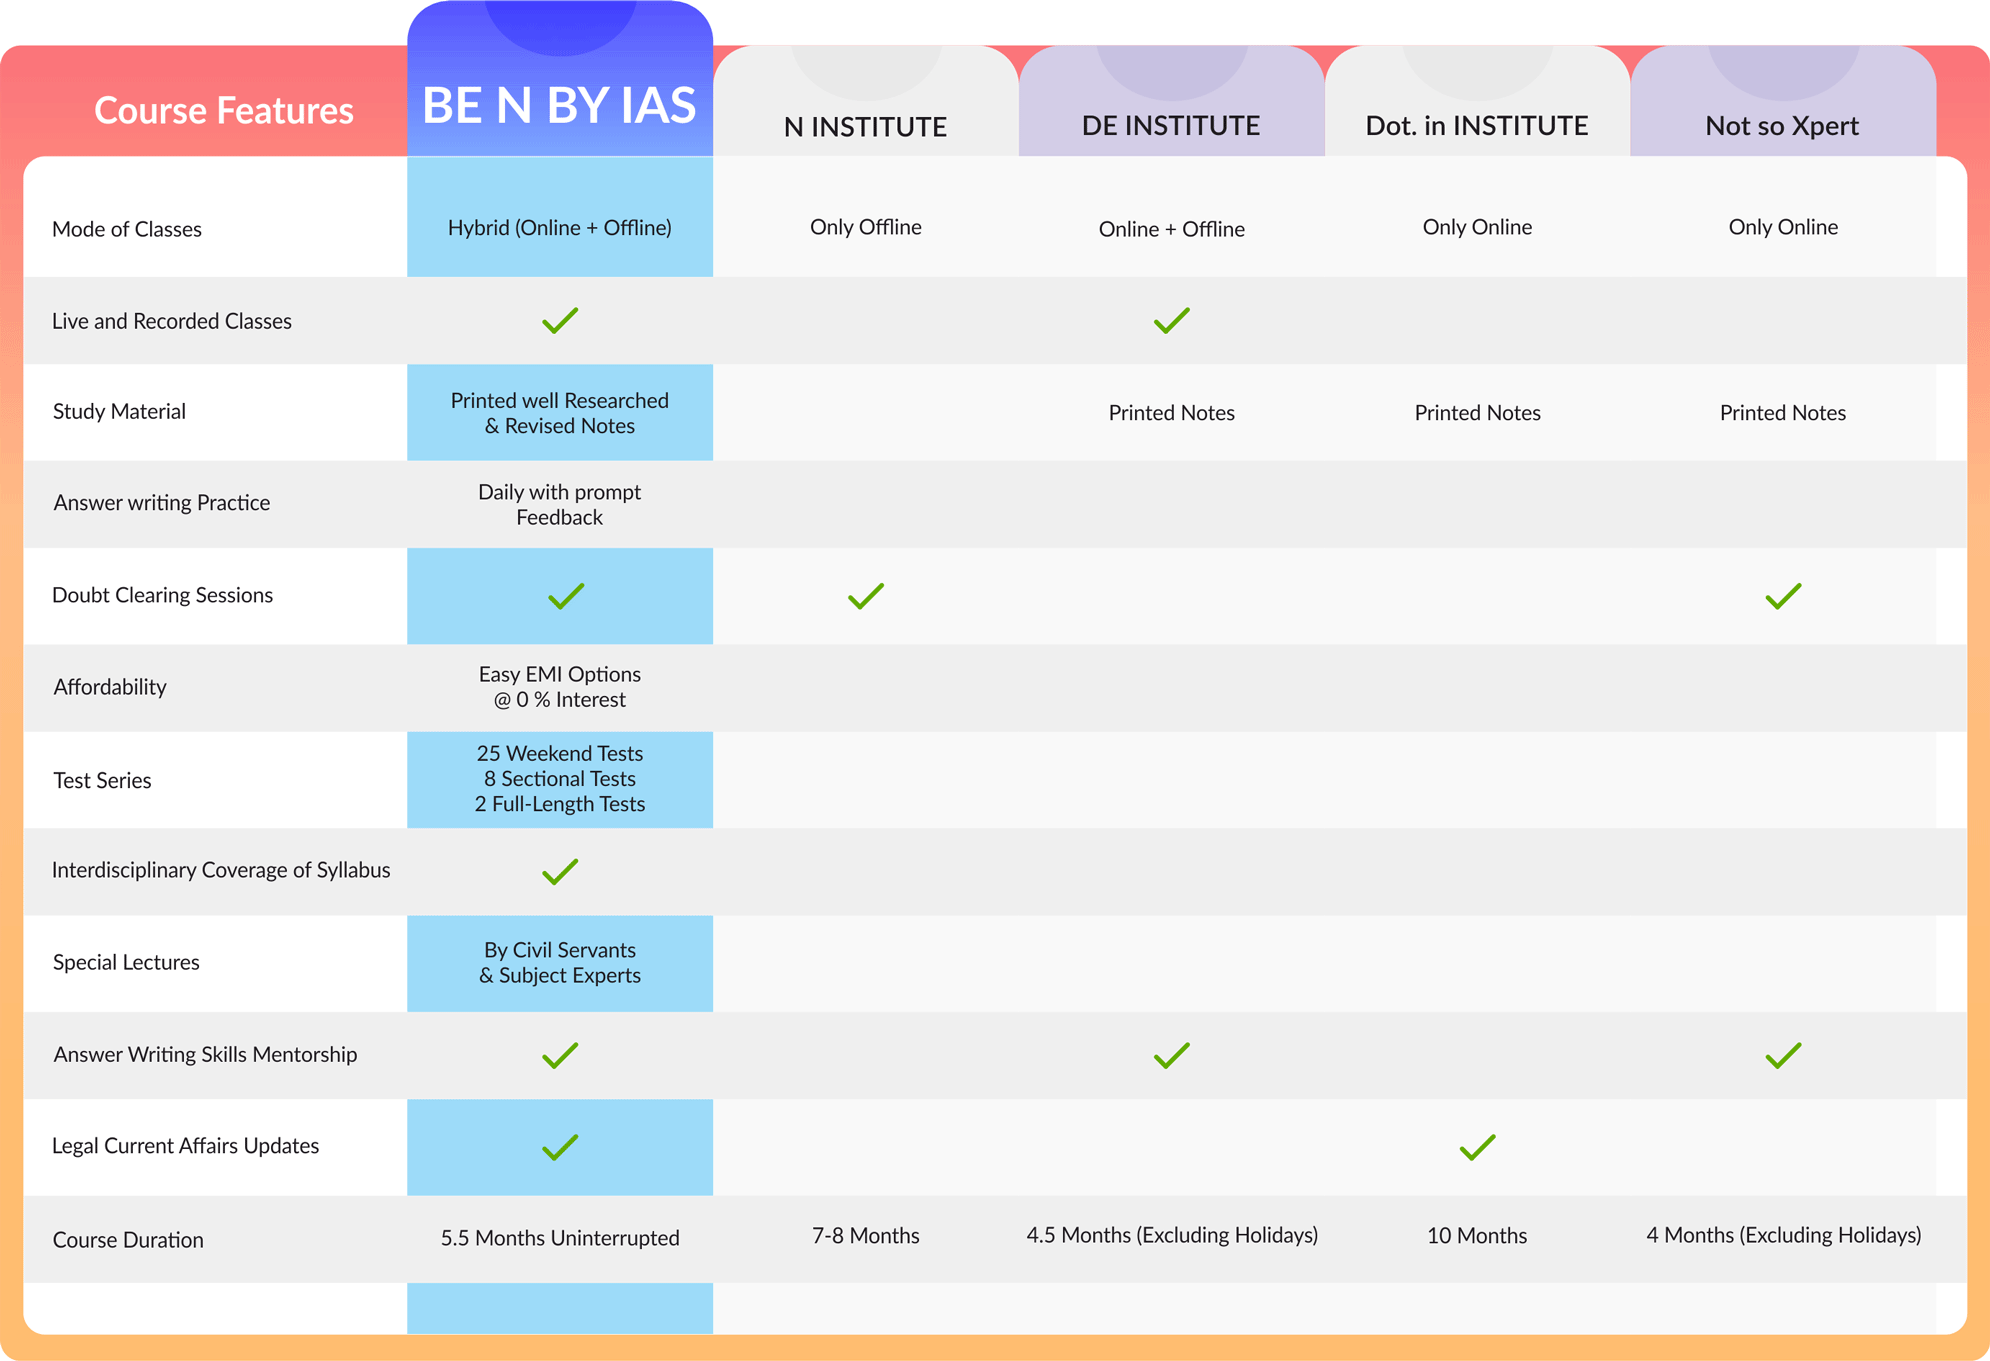 Course Features
BE N BY IAS
N INSTITUTE
DE INSTITUTE
Dot. in INSTITUTE
Not so Xpert
Mode of Classes
Hybrid (Online + Offline)
Only Offline
Online + Offline
Only Online
Only Online
Live and Recorded Classes
Study Material
Printed well Researched
& Revised Notes
Printed Notes
Printed Notes
Printed Notes
Answer writing Practice
Daily with prompt
Feedback
Doubt Clearing Sessions
Affordability
Easy EMI Options
@ 0 % Interest
Test Series
25 Weekend Tests
8 Sectional Tests
2 Full-Length Tests
Interdisciplinary Coverage of Syllabus
Special Lectures
By Civil Servants
& Subject Experts
Answer Writing Skills Mentorship
Legal Current Affairs Updates
Course Duration
5.5 Months Uninterrupted
7-8 Months
4.5 Months (Excluding Holidays)
10 Months
4 Months (Excluding Holidays)